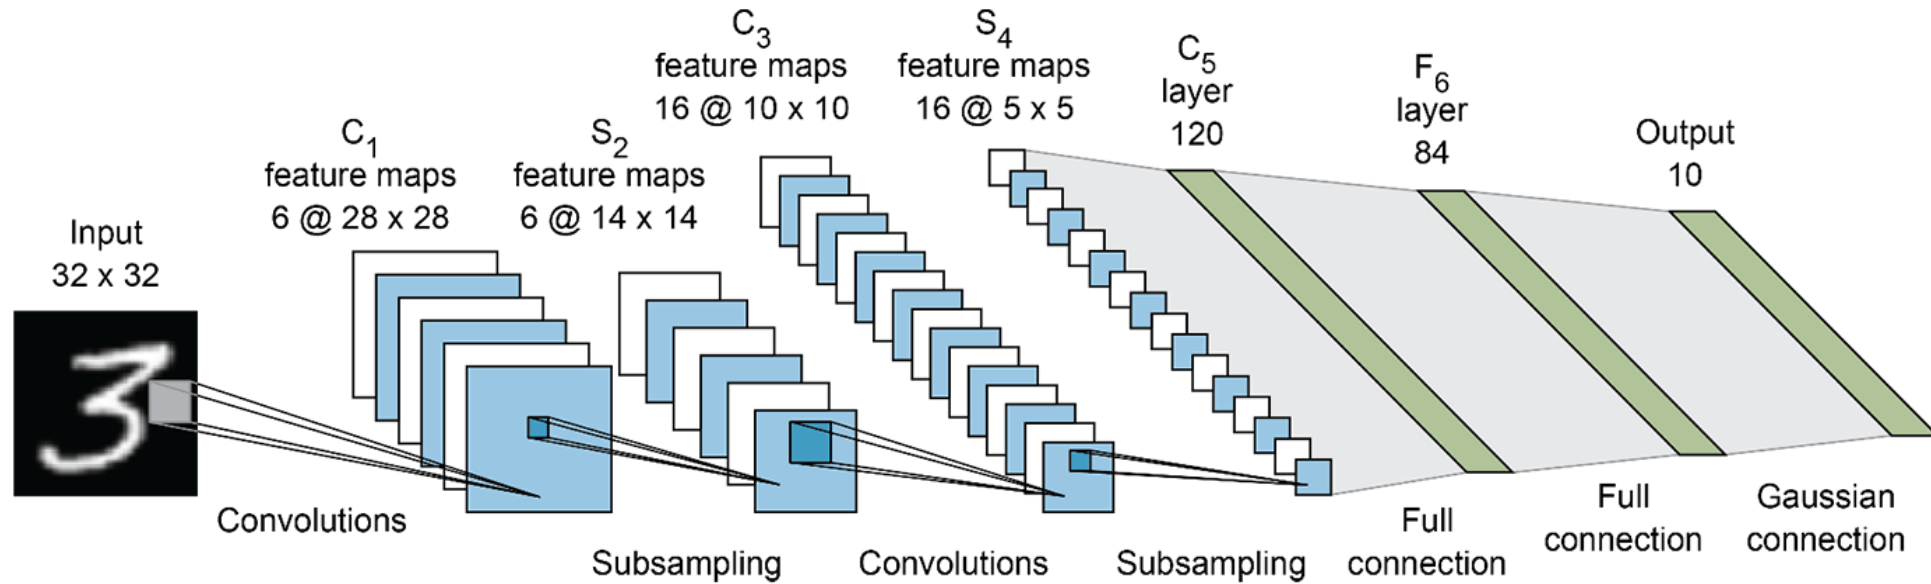 Input
32 x 32
C1
feature maps
6 @ 28 x 28
S2
feature maps
6 @ 14 x 14
C3
feature maps
16 @ 10 x 10
S4
feature maps
16 @ 5 x 5
C5
layer
120
F6
layer
84
Output
10
3
Convolutions
Subsampling
Convolutions
Subsampling
Full
connection
Full
connection
Gaussian
connection